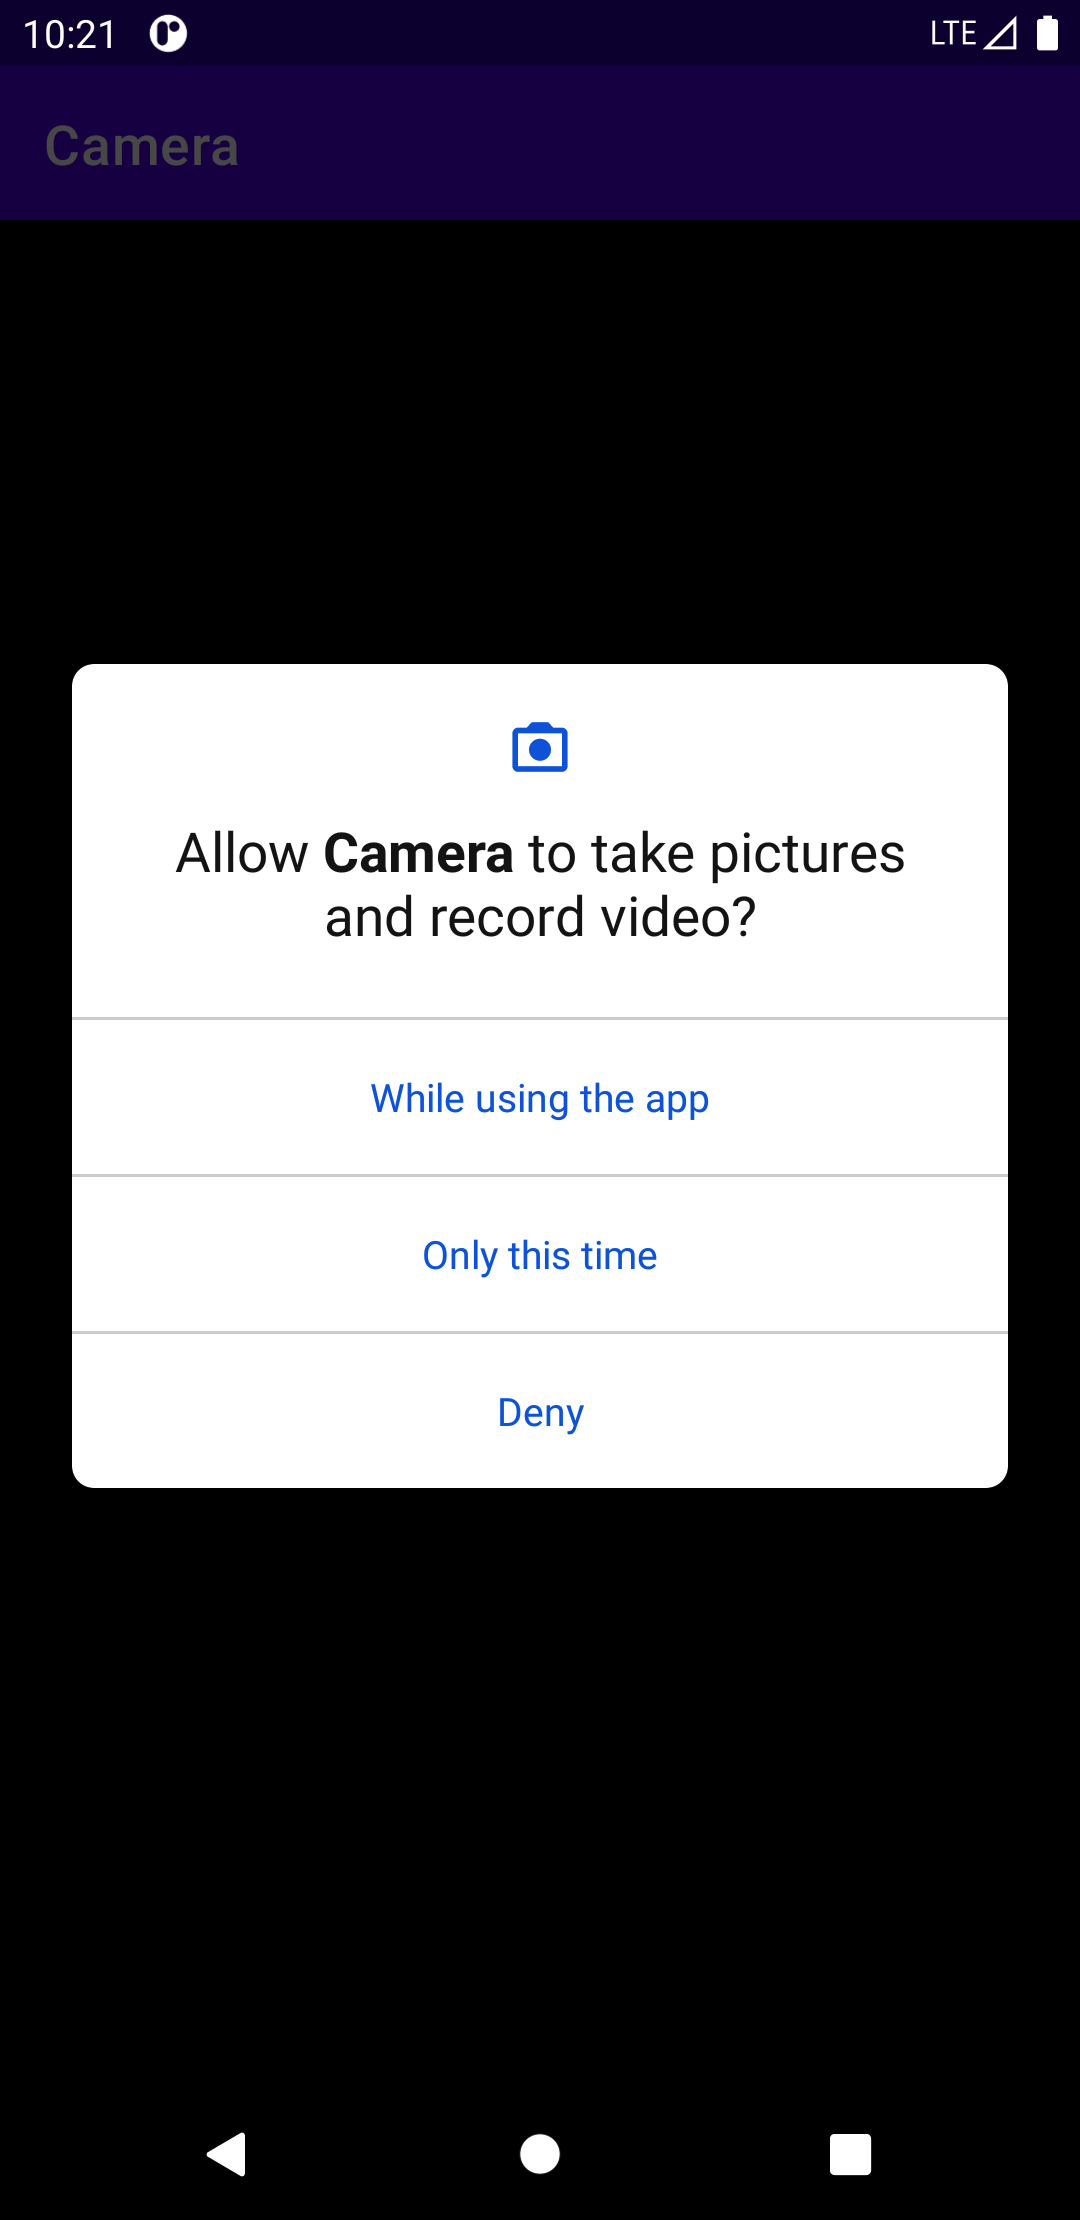 10:21
LTE
Camera
Allow Camera to take pictures
and record video?
While using the app
Only this time
Deny